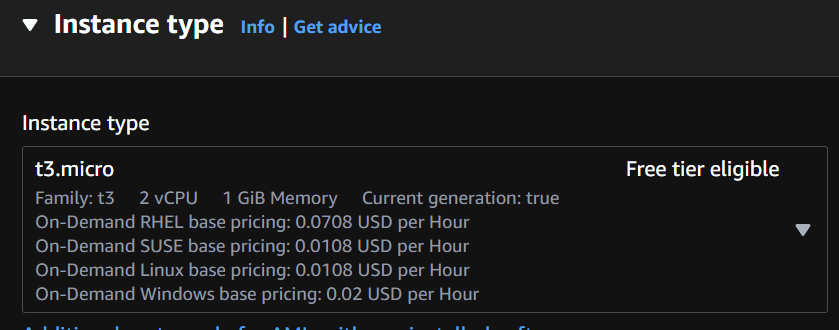 Instance type Info | Get advice
Instance type
t3.micro Free tier eligible
Family: t3 2 vCPU 1 GiB Memory Current generation: true
On-Demand RHEL base pricing: 0.0708 USD per Hour
On-Demand SUSE base pricing: 0.0108 USD per Hour
On-Demand Linux base pricing: 0.0108 USD per Hour
On-Demand Windows base pricing: 0.02 USD per Hour